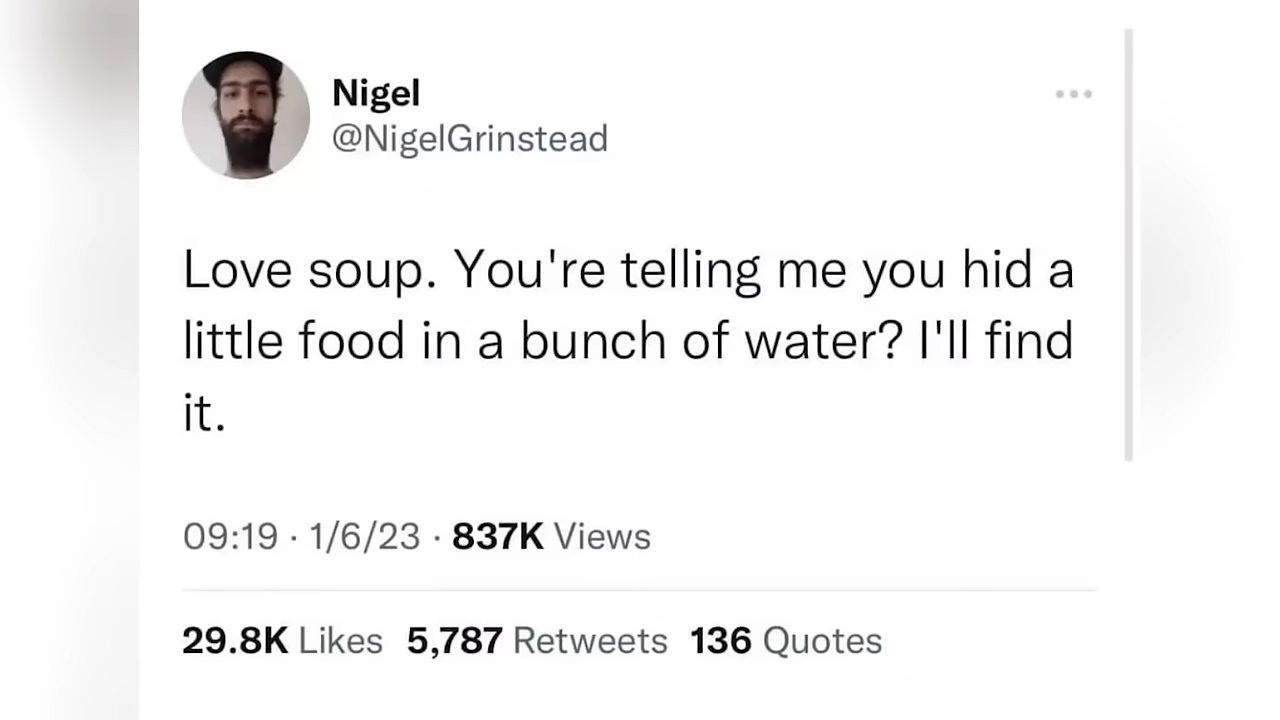 Nigel
@NigelGrinstead
Love soup. You're telling me you hid a
little food in a bunch of water? I'll find
it.
09:19 · 1/6/23 · 837K Views
29.8K Likes 5,787 Retweets 136 Quotes